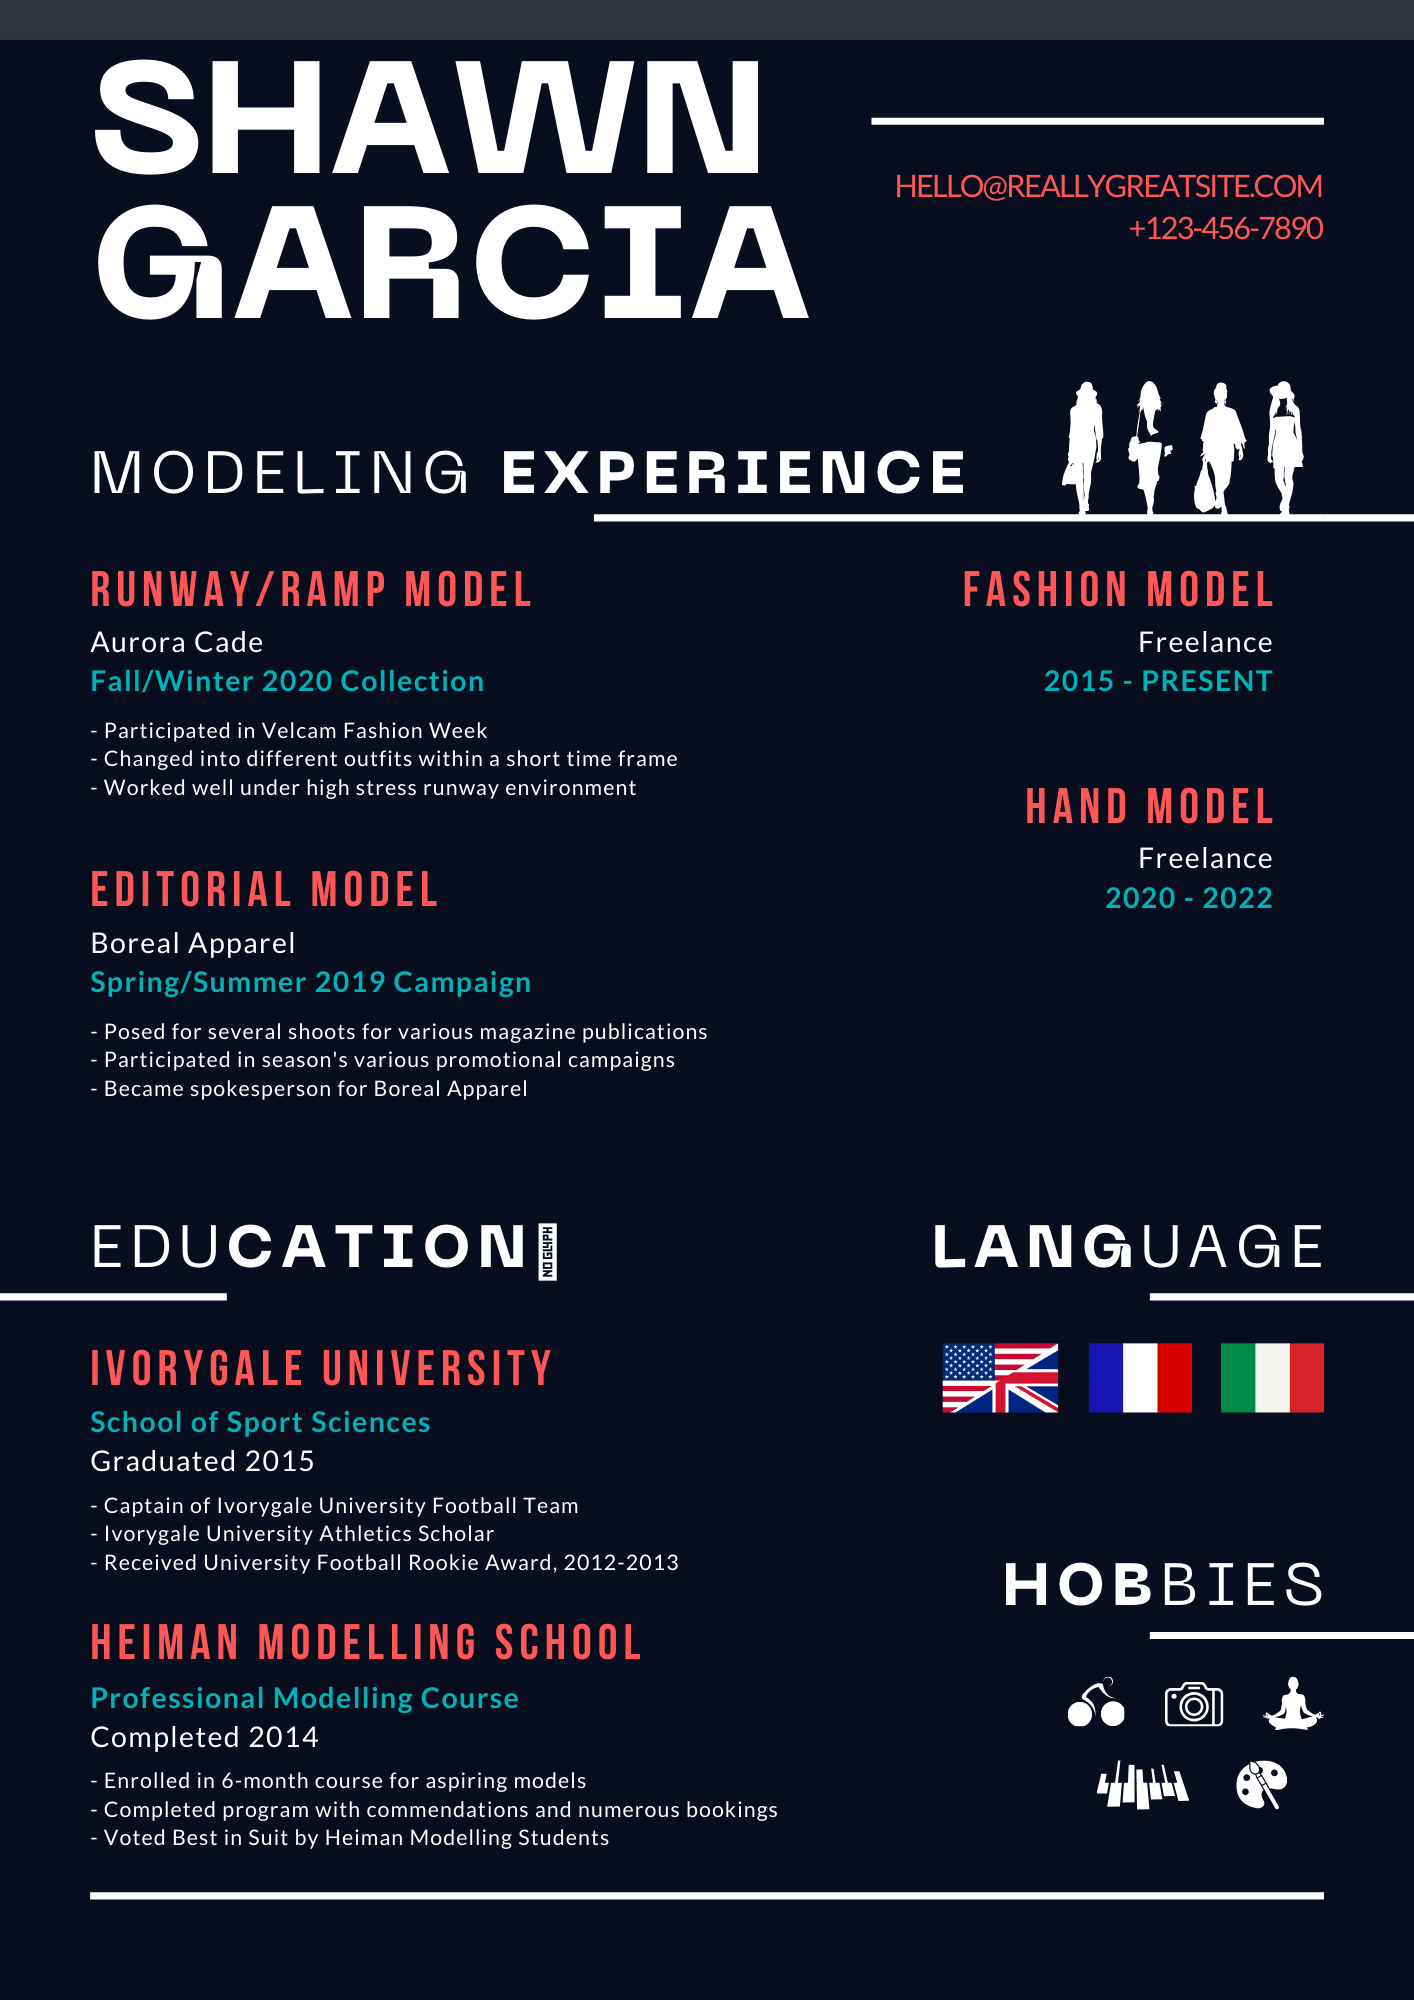 SHAWN
GARCIA
HELLO@REALLYGREATSITE.COM
+123-456-7890
MODELING EXPERIENCE
RUNWAY/RAMP MODEL
Aurora Cade
Fall/Winter 2020 Collection
- Participated in Velcam Fashion Week
- Changed into different outfits within a short time frame
- Worked well under high stress runway environment
EDITORIAL MODEL
Boreal Apparel
Spring/Summer 2019 Campaign
- Posed for several shoots for various magazine publications
- Participated in season's various promotional campaigns
- Became spokesperson for Boreal Apparel
FASHION MODEL
Freelance
2015 - PRESENT
HAND MODEL
Freelance
2020 - 2022
EDUCATION NO GLYPH
IVORYGALE UNIVERSITY
School of Sport Sciences
Graduated 2015
- Captain of Ivorygale University Football Team
- Ivorygale University Athletics Scholar
- Received University Football Rookie Award, 2012-2013
HEIMAN MODELLING SCHOOL
Professional Modelling Course
Completed 2014
- Enrolled in 6-month course for aspiring models
- Completed program with commendations and numerous bookings
- Voted Best in Suit by Heiman Modelling Students
LANGUAGE
HOBBIES